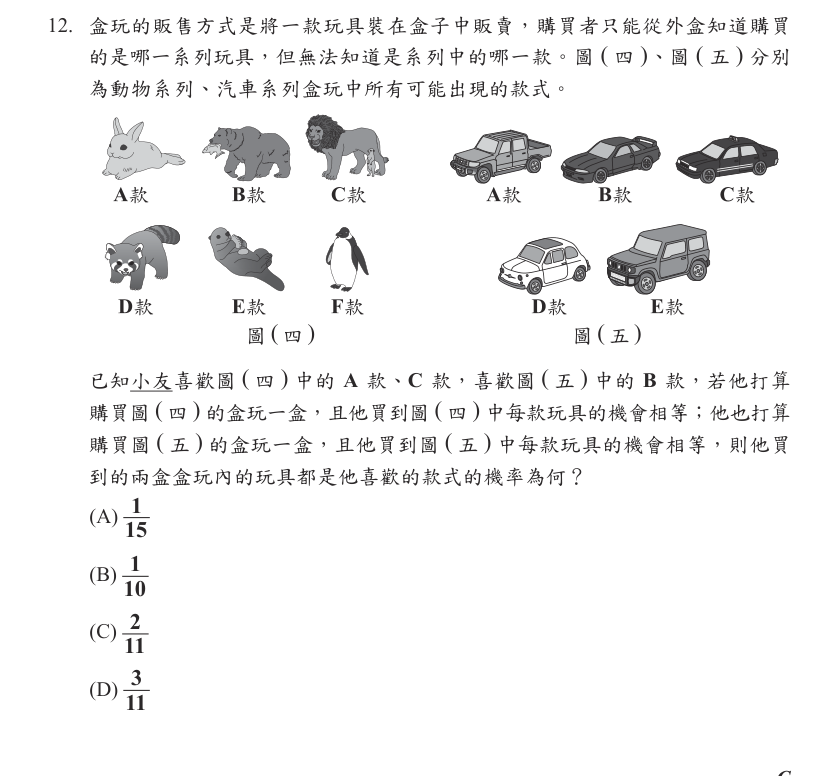 12. 盒玩的販售方式是將一款玩具裝在盒子中販賣，購買者只能從外盒知道購買
的是哪一系列玩具，但無法知道是系列中的哪一款。圖(四)、圖(五)分別
為動物系列、汽車系列盒玩中所有可能出現的款式。
A款 B款 C款 A款 B款 C款
D款 E款 F款 D款 E款
圖(四) 圖(五)
已知小友喜歡圖(四)中的 A 款、C 款，喜歡圖(五)中的 B 款，若他打算
購買圖(四)的盒玩一盒，且他買到圖(四)中每款玩具的機會相等；他也打算
購買圖(五)的盒玩一盒，且他買到圖(五)中每款玩具的機會相等，則他買
到的兩盒盒玩內的玩具都是他喜歡的款式的機率為何？
(A) 1/15
(B) 1/10
(C) 2/11
(D) 3/11